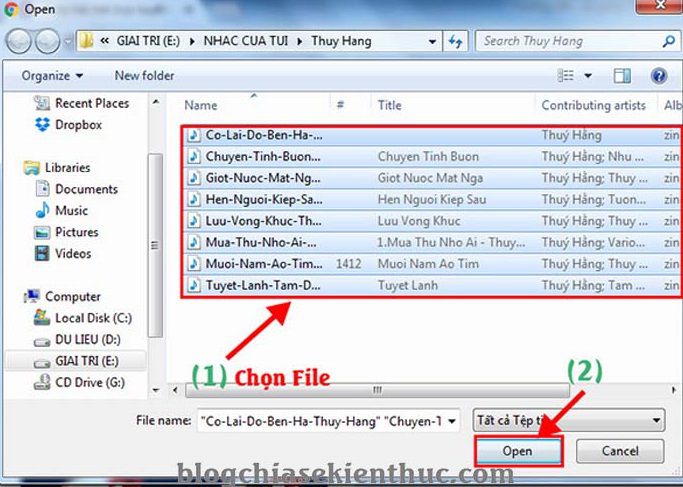 Open
« GIAI TRI (E:) ▸ NHAC CUA TUI ▸ Thuy Hang
Search Thuy Hang
Organize
New folder
Recent Places
Dropbox
Libraries
Documents
Music
Pictures
Videos
Computer
Local Disk (C:)
DU LIEU (D:)
GIAI TRI (E:)
CD Drive (G:)
Name # Title Contributing artists Alb
Co-Lai-Do-Ben-Ha-... Thuý Hằng zin
Chuyen-Tinh-Buon... Chuyen Tinh Buon Thuý Hằng; Nhu ... zin
Giot-Nuoc-Mat-Ng... Giot Nuoc Mat Nga Thuý Hằng; Thuy ... zin
Hen-Nguoi-Kiep-Sa... Hen Nguoi Kiep Sau Thuý Hằng; Tuon... zin
Luu-Vong-Khuc-Th... Luu Vong Khuc Thuý Hằng; Thuy ... zin
Mua-Thu-Nho-Ai-... 1.Mua Thu Nho Ai - Thuy... Thuý Hằng; Vario... zin
Muoi-Nam-Ao-Tim... 1412 Muoi Nam Ao Tim Thuý Hằng; Thuy ... zin
Tuyet-Lanh-Tam-D... Tuyet Lanh Thuý Hằng; Tam ... zin
(1) Chọn File
(2)
File name: "Co-Lai-Do-Ben-Ha-Thuy-Hang" "Chuyen-T
Tất cả Tệp ti
Open
Cancel
blogchiasekienthuc.com